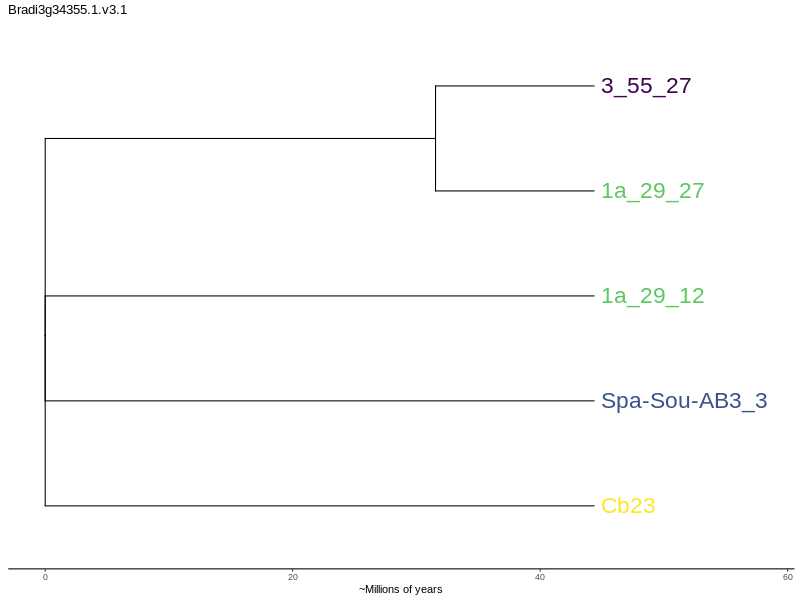 Bradi3g34355.1.v3.1
3_55_27
1a_29_27
1a_29_12
Spa-Sou-AB3_3
Cb23
0 20 40 60
~Millions of years